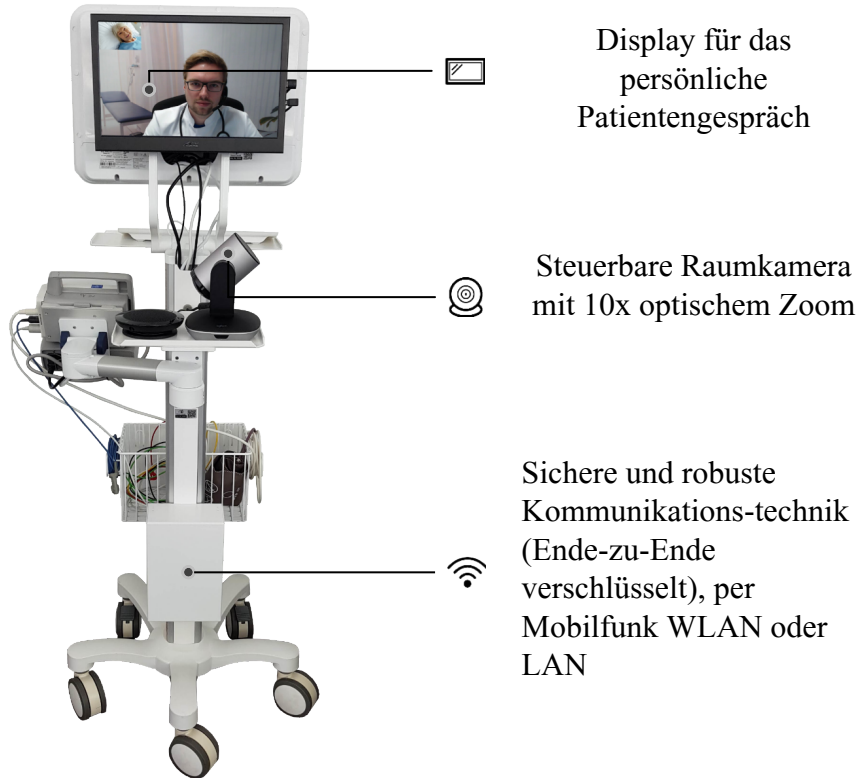 Display für das
persönliche
Patientengespräch
Steuerbare Raumkamera
mit 10x optischem Zoom
Sichere und robuste
Kommunikations-technik
(Ende-zu-Ende
verschlüsselt), per
Mobilfunk WLAN oder
LAN